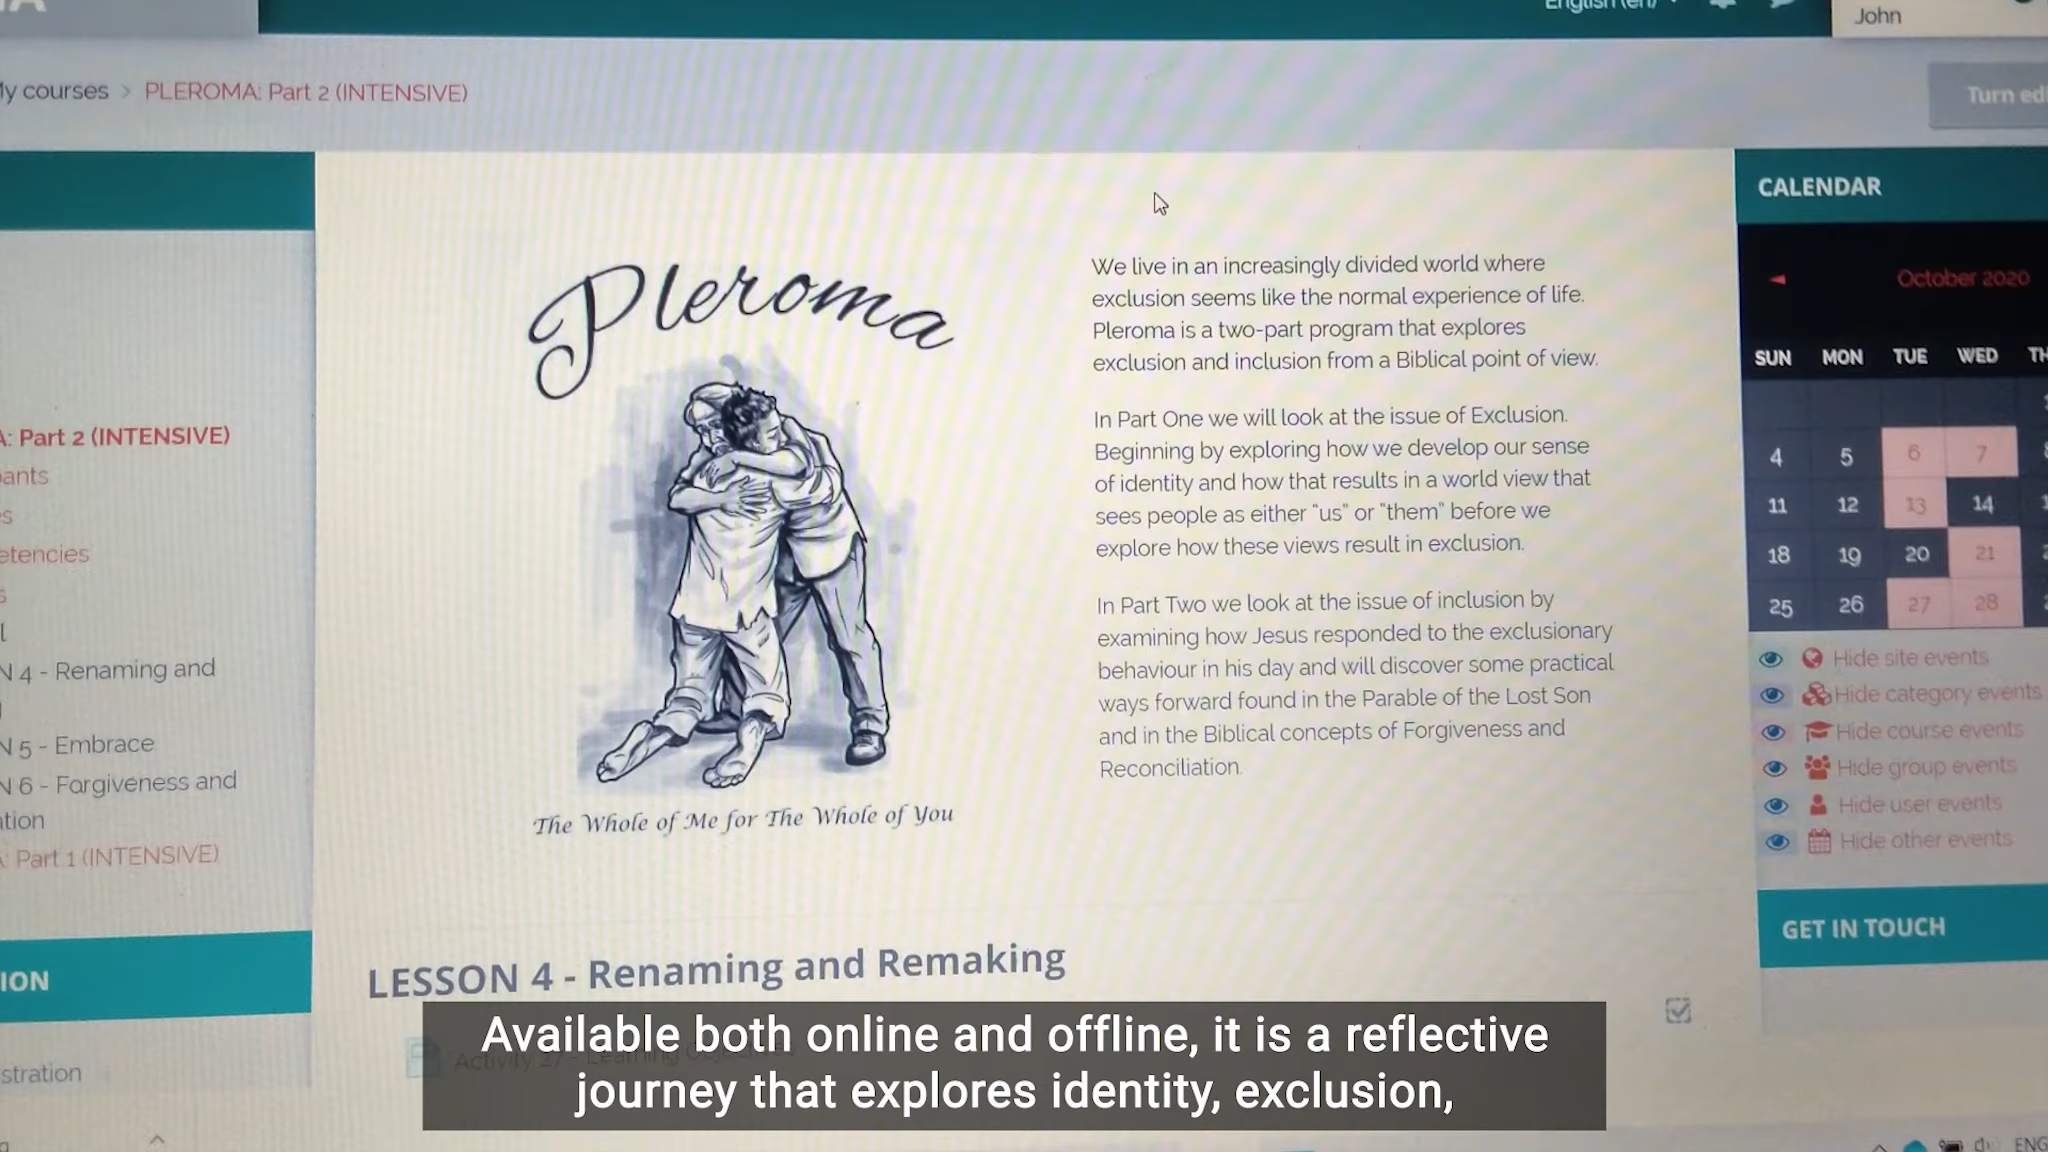 English (en)
John
My courses > PLEROMA: Part 2 (INTENSIVE)
Turn
CALENDAR
October 2020
SUN MON TUE WED
4 5 6 7
11 12 13 14
18 19 20 21
25 26 27 28
Hide site events
Hide category events
Hide course events
Hide group events
Hide user events
Hide other events
GET IN TOUCH
Part 2 (INTENSIVE)
4 - Renaming and
5 - Embrace
6 - Forgiveness and
Part 1 (INTENSIVE)
Pleroma
The Whole of Me for The Whole of You
We live in an increasingly divided world where
exclusion seems like the normal experience of life.
Pleroma is a two-part program that explores
exclusion and inclusion from a Biblical point of view.
In Part One we will look at the issue of Exclusion.
Beginning by exploring how we develop our sense
of identity and how that results in a world view that
sees people as either "us" or "them" before we
explore how these views result in exclusion.
In Part Two we look at the issue of inclusion by
examining how Jesus responded to the exclusionary
behaviour in his day and will discover some practical
ways forward found in the Parable of the Lost Son
and in the Biblical concepts of Forgiveness and
Reconciliation.
LESSON 4 - Renaming and Remaking
Available both online and offline, it is a reflective
journey that explores identity, exclusion,
ENG